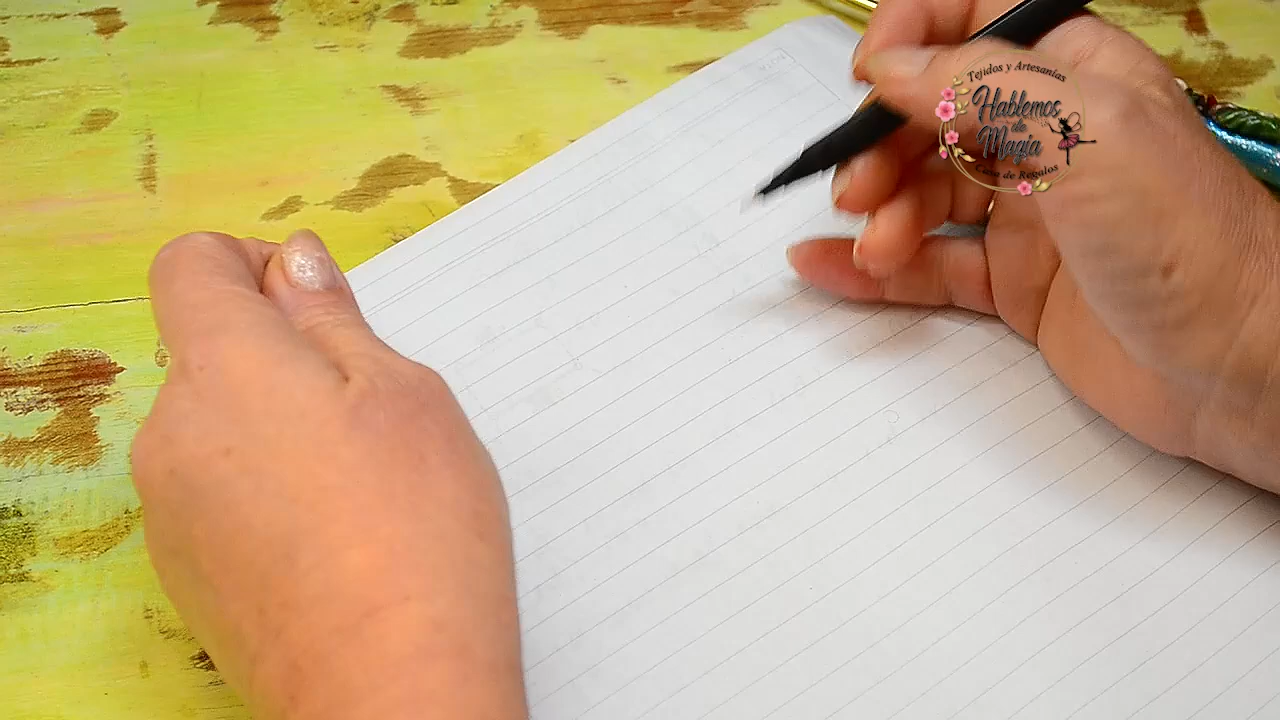 Tejidos y Artesanías
Hablemos
de
Magia
Casa de Regalos